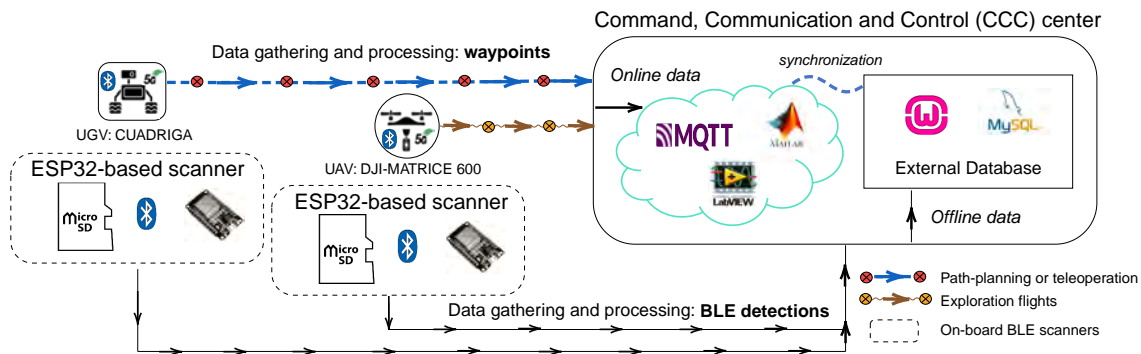 Command, Communication and Control (CCC) center
Data gathering and processing: waypoints
5G
UGV: CUADRIGA
5G
UAV: DJI-MATRICE 600
Online data
synchronization
MQTT
MATLAB
LabVIEW
W
MySQL
External Database
Offline data
ESP32-based scanner
Micro
SD
ESP32-based scanner
Micro
SD
Data gathering and processing: BLE detections
Path-planning or teleoperation
Exploration flights
On-board BLE scanners